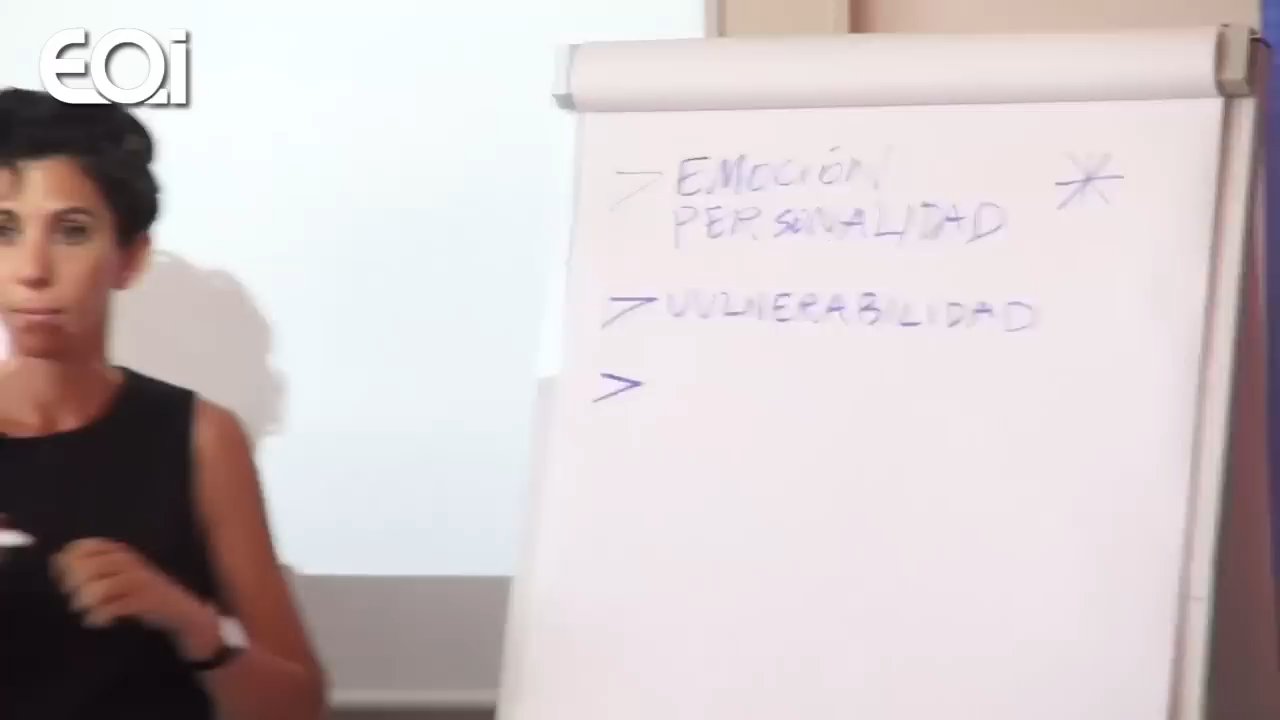 EOi
> EMOCIÓN *
PERSONALIDAD
> VULNERABILIDAD
>